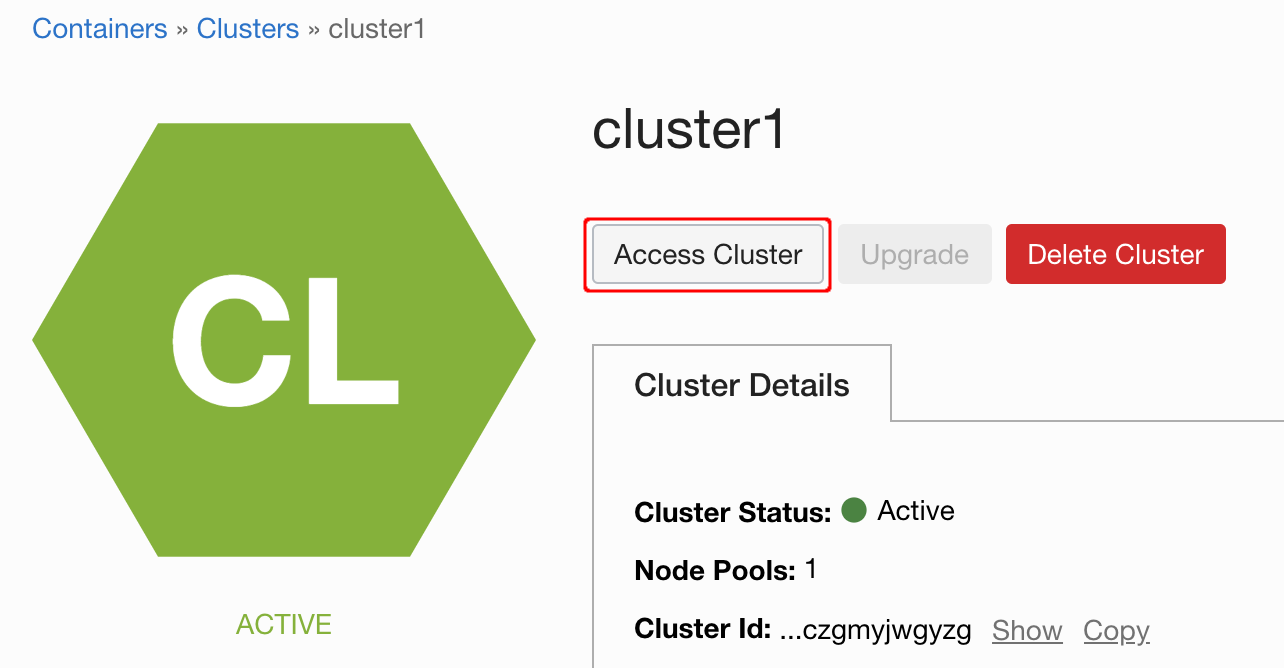 Containers » Clusters » cluster1
cluster1
CL
Access Cluster Upgrade Delete Cluster
Cluster Details
Cluster Status: Active
Node Pools: 1
Cluster Id: ...czgmyjwgyzg Show Copy
ACTIVE